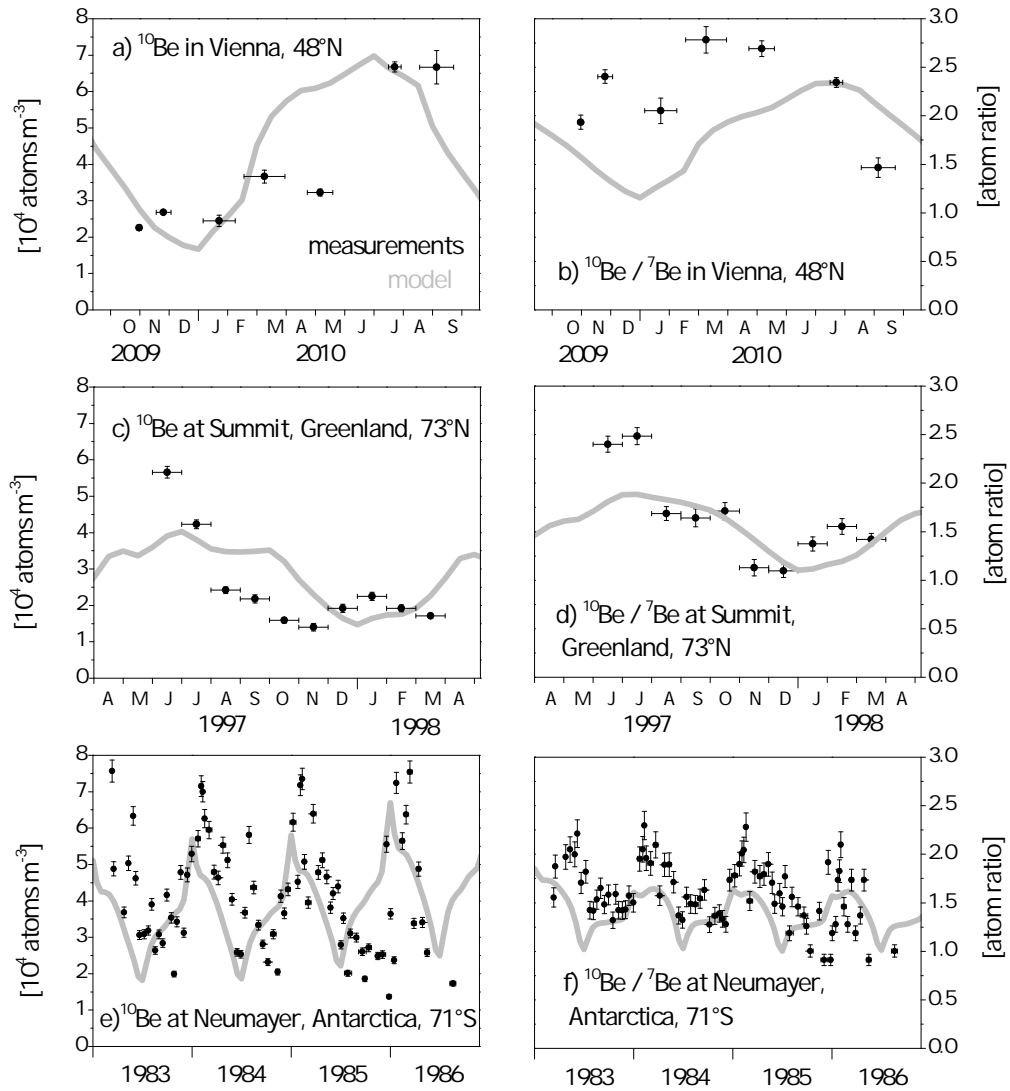 8
7
6
5
4
3
2
1
0
[10⁴ atoms m⁻³]
a) ¹⁰Be in Vienna, 48°N
measurements
model
O N D J F M A M J J A S
2009 2010
3.0
2.5
2.0
1.5
1.0
0.5
0.0
[atom ratio]
b) ¹⁰Be / ⁷Be in Vienna, 48°N
O N D J F M A M J J A S
2009 2010
8
7
6
5
4
3
2
1
0
[10⁴ atoms m⁻³]
c) ¹⁰Be at Summit, Greenland, 73°N
A M J J A S O N D J F M A
1997 1998
3.0
2.5
2.0
1.5
1.0
0.5
0.0
[atom ratio]
d) ¹⁰Be / ⁷Be at Summit,
Greenland, 73°N
A M J J A S O N D J F M A
1997 1998
8
7
6
5
4
3
2
1
0
[10⁴ atoms m⁻³]
e) ¹⁰Be at Neumayer, Antarctica, 71°S
1983 1984 1985 1986
3.0
2.5
2.0
1.5
1.0
0.5
0.0
[atom ratio]
f) ¹⁰Be / ⁷Be at Neumayer,
Antarctica, 71°S
1983 1984 1985 1986